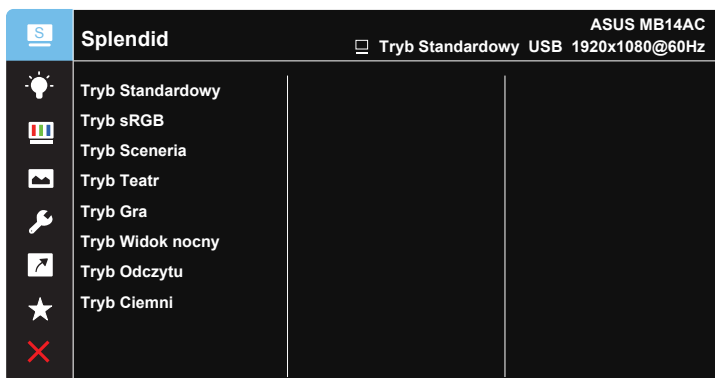 S
Splendid
ASUS MB14AC
Tryb Standardowy USB 1920x1080@60Hz
Tryb Standardowy
Tryb sRGB
Tryb Sceneria
Tryb Teatr
Tryb Gra
Tryb Widok nocny
Tryb Odczytu
Tryb Ciemni